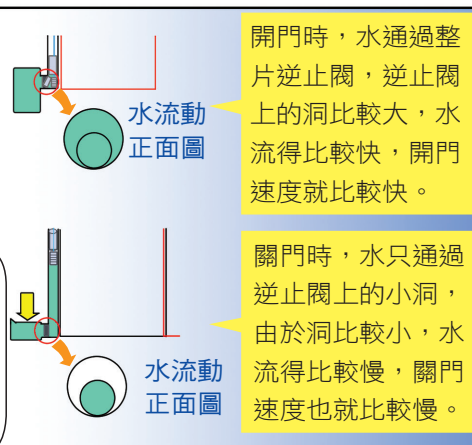 開門時，水通過整
片逆止閥，逆止閥
上的洞比較大，水
流得比較快，開門
速度就比較快。
水流動
正面圖
關門時，水只通過
逆止閥上的小洞，
由於洞比較小，水
流得比較慢，關門
速度也就比較慢。
水流動
正面圖